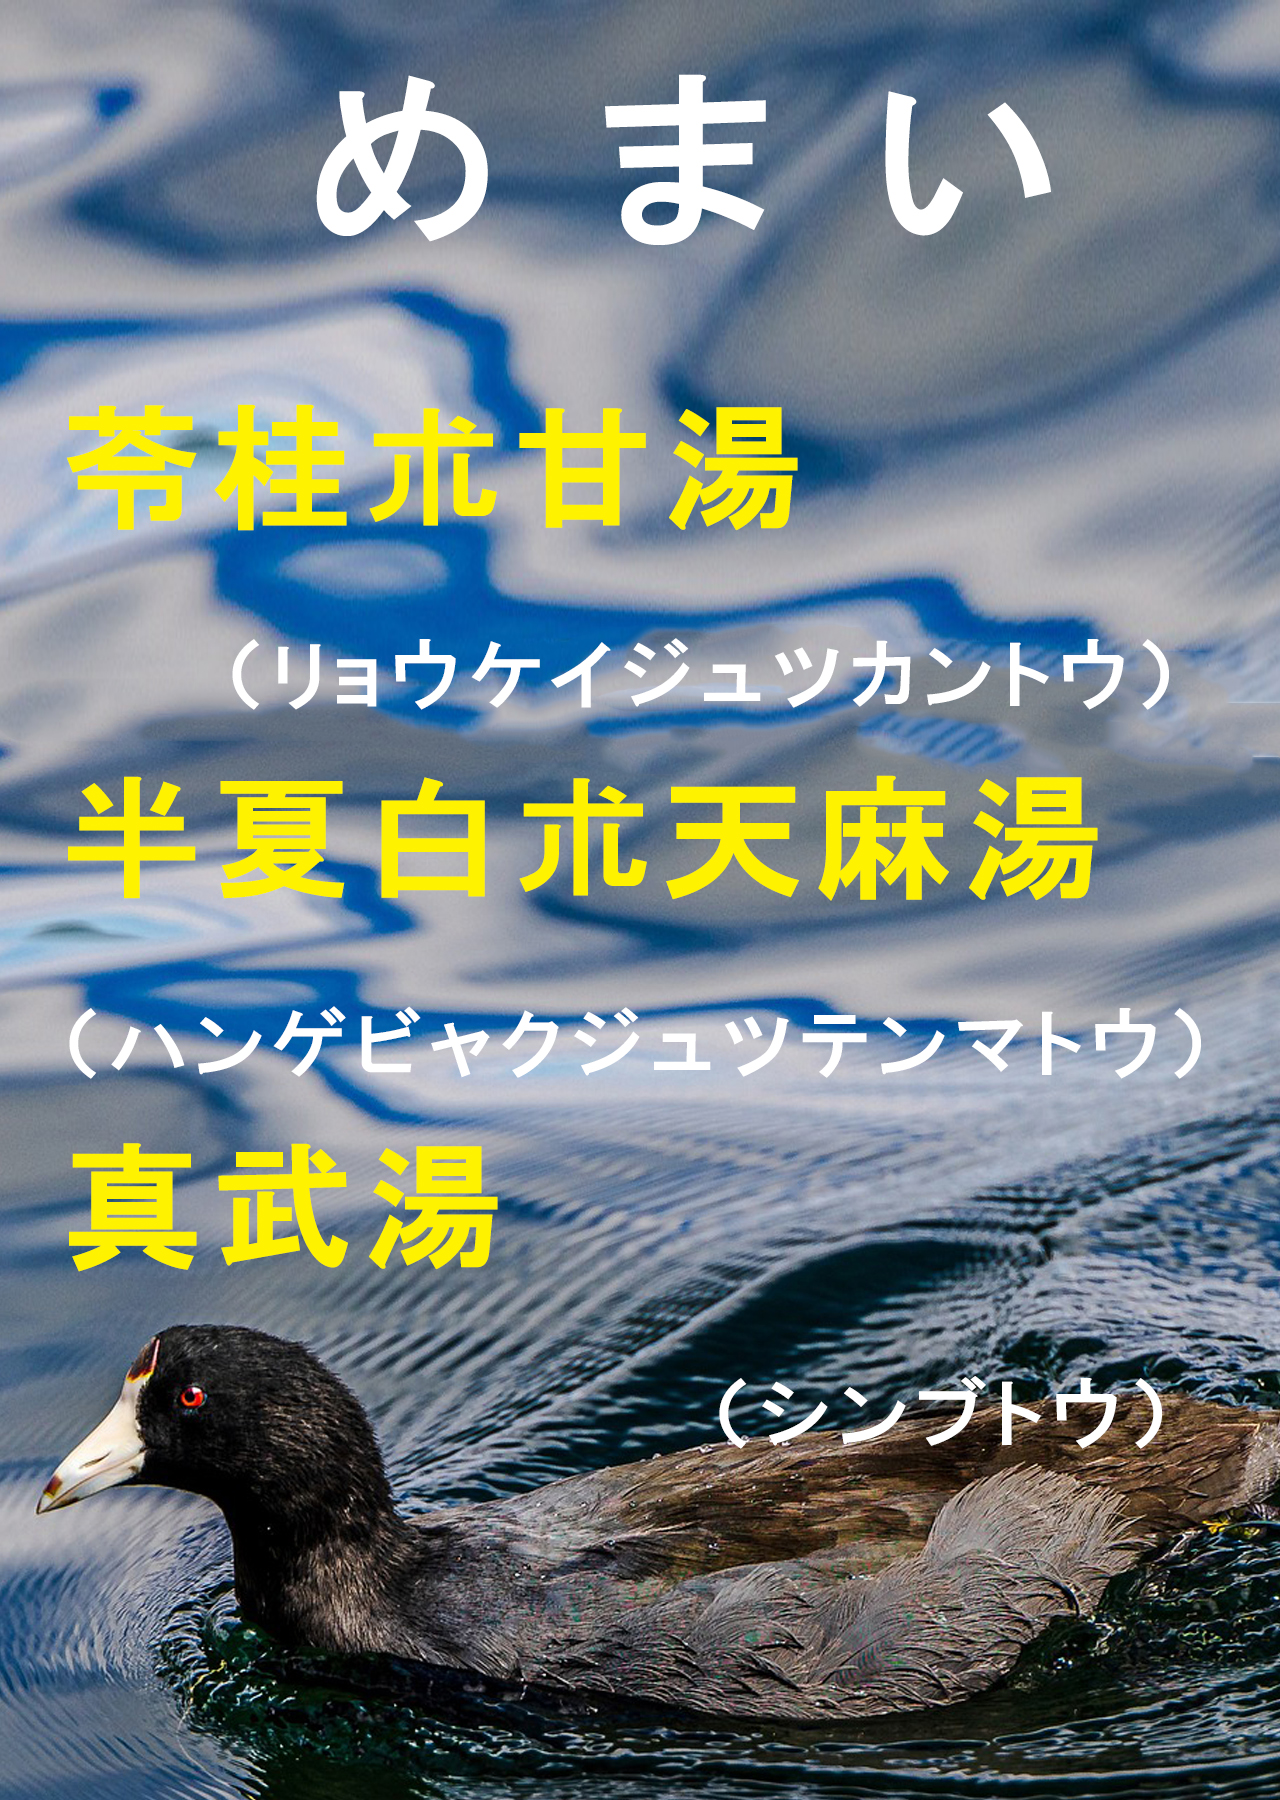 めまい
苓桂朮甘湯
（リョウケイジュツカントウ）
半夏白朮天麻湯
（ハンゲビャクジュツテンマトウ）
真武湯
（シンブトウ）